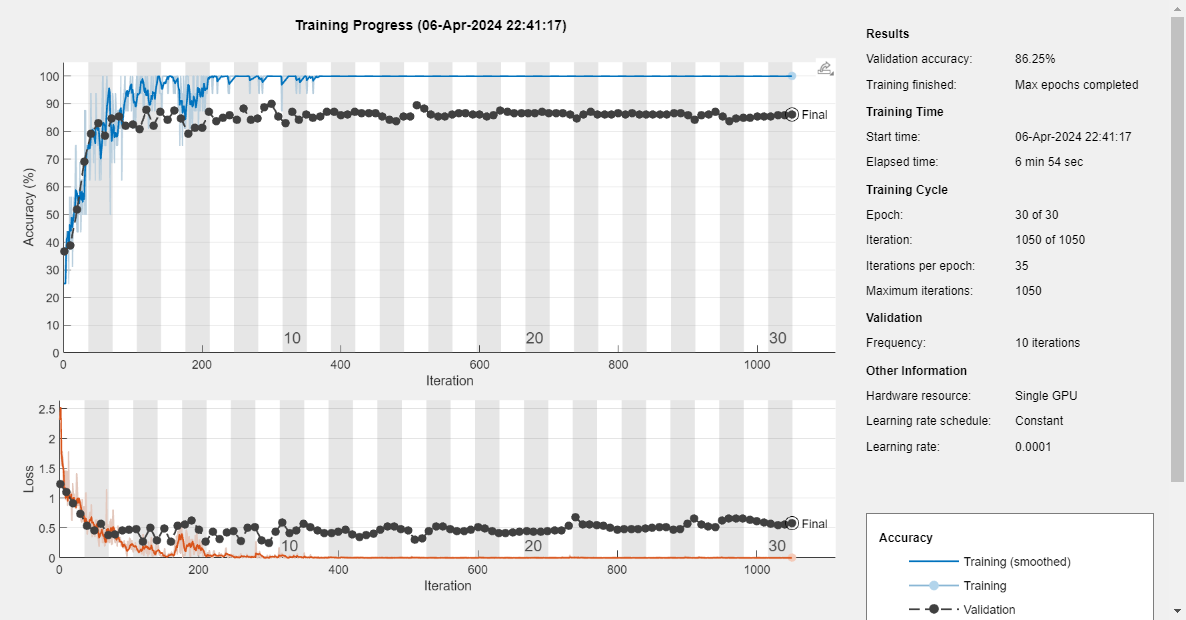 Training Progress (06-Apr-2024 22:41:17)
Accuracy (%)
100
90
80
70
60
50
40
30
20
10
0
10
20
30
Final
0
200
400
600
800
1000
Iteration
Loss
2.5
2
1.5
1
0.5
0
10
20
30
Final
0
200
400
600
800
1000
Iteration
Results
Validation accuracy: 86.25%
Training finished: Max epochs completed
Training Time
Start time: 06-Apr-2024 22:41:17
Elapsed time: 6 min 54 sec
Training Cycle
Epoch: 30 of 30
Iteration: 1050 of 1050
Iterations per epoch: 35
Maximum iterations: 1050
Validation
Frequency: 10 iterations
Other Information
Hardware resource: Single GPU
Learning rate schedule: Constant
Learning rate: 0.0001
Accuracy
Training (smoothed)
Training
Validation